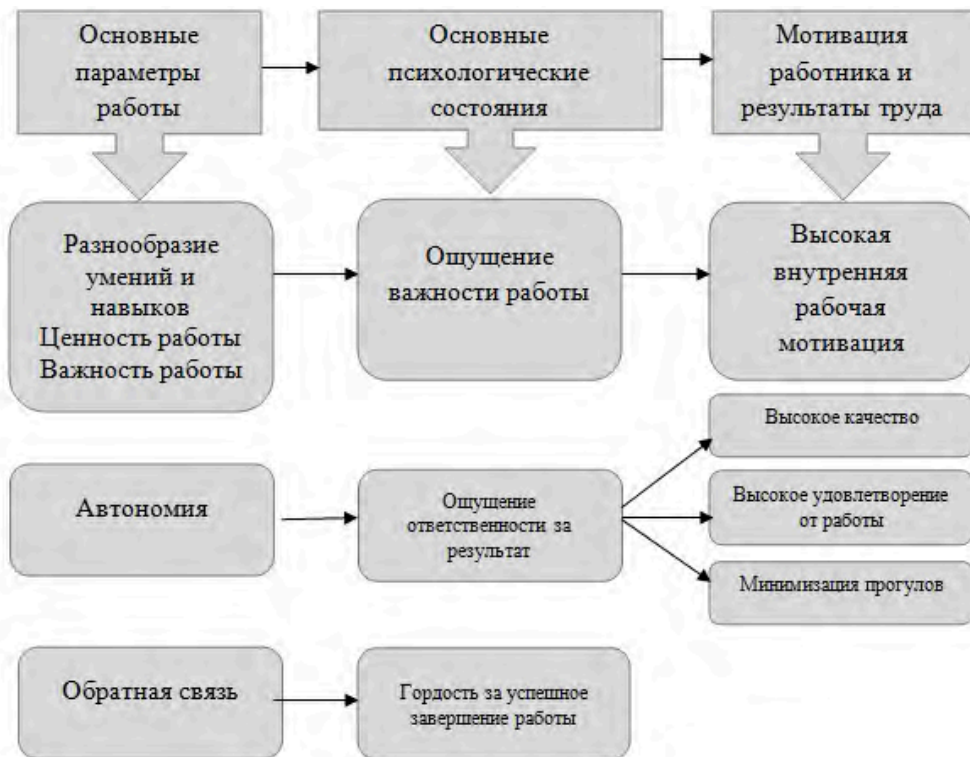 Основные
параметры
работы
Основные
психологические
состояния
Мотивация
работника и
результаты труда
Разнообразие
умений и
навыков
Ценность работы
Важность работы
Ощущение
важности работы
Высокая
внутренняя
рабочая
мотивация
Высокое качество
Автономия
Ощущение
ответственности за
результат
Высокое удовлетворение
от работы
Минимизация прогулов
Обратная связь
Гордость за успешное
завершение работы